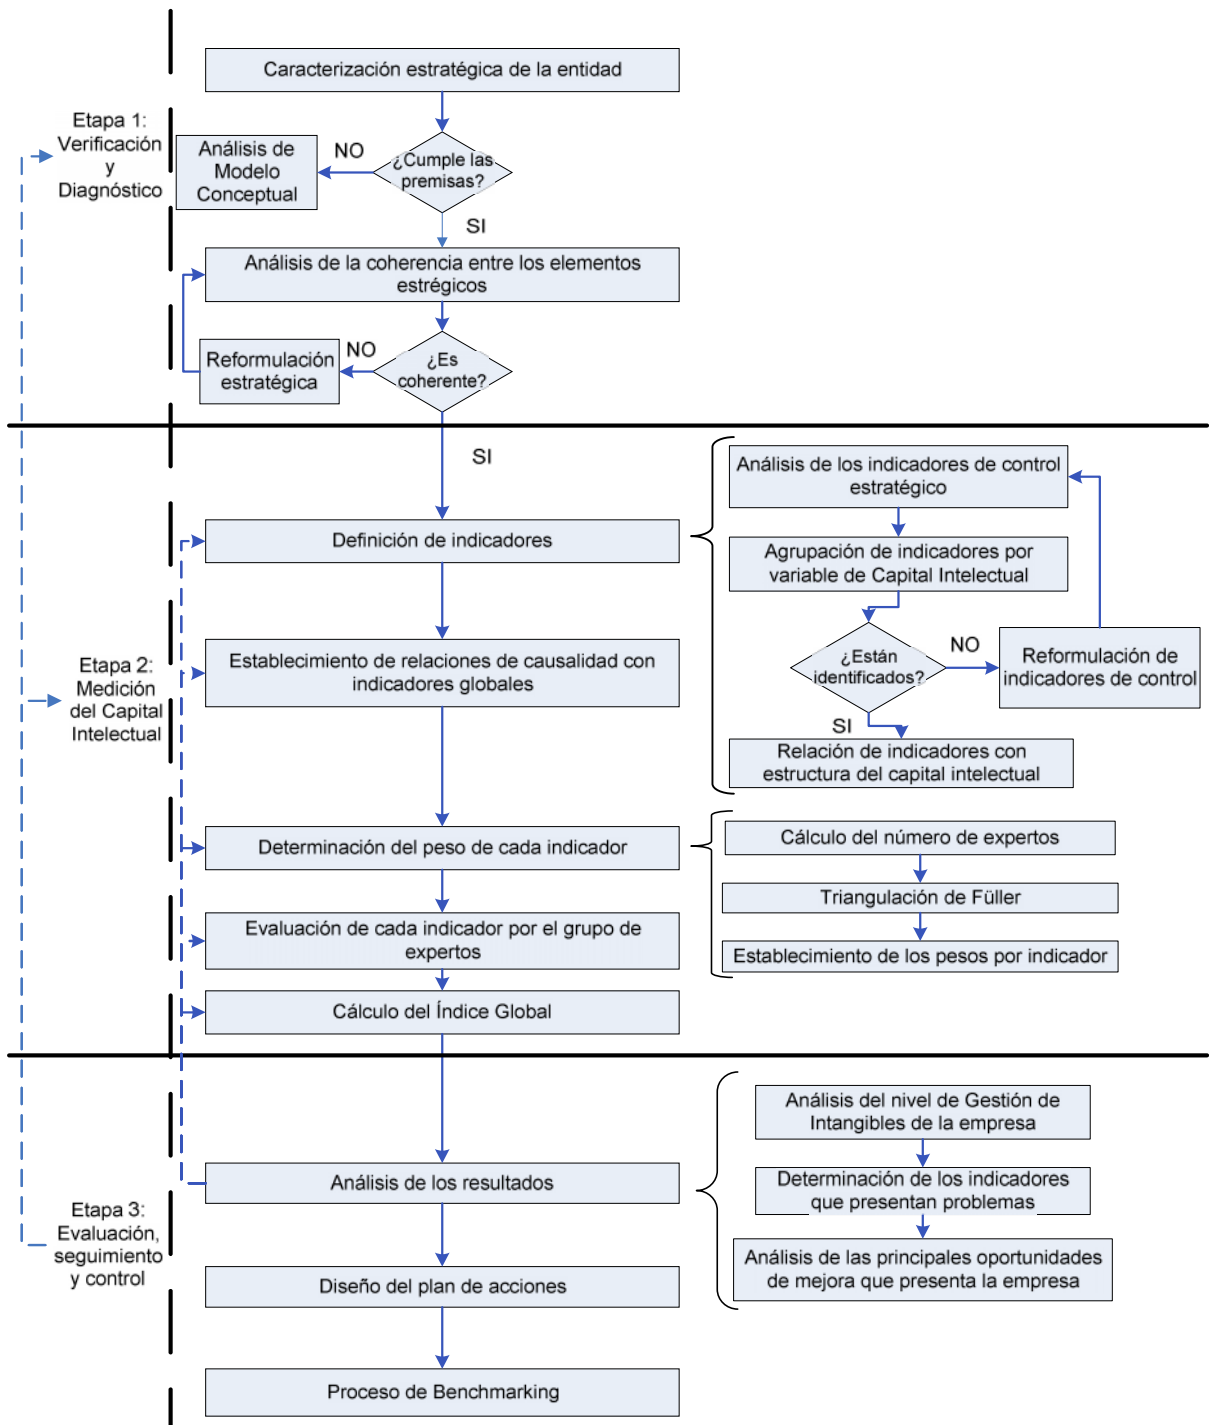 Caracterización estratégica de la entidad
Etapa 1:
Verificación
y
Diagnóstico
Análisis de
Modelo
Conceptual
NO
¿Cumple las
premisas?
SI
Análisis de la coherencia entre los elementos
estrégicos
Reformulación
estratégica
NO
¿Es
coherente?
SI
Etapa 2:
Medición
del Capital
Intelectual
Definición de indicadores
Establecimiento de relaciones de causalidad con
indicadores globales
Determinación del peso de cada indicador
Evaluación de cada indicador por el grupo de
expertos
Cálculo del Índice Global
Análisis de los indicadores de control
estratégico
Agrupación de indicadores por
variable de Capital Intelectual
¿Están
identificados?
NO
Reformulación de
indicadores de control
SI
Relación de indicadores con
estructura del capital intelectual
Cálculo del número de expertos
Triangulación de Füller
Establecimiento de los pesos por indicador
Etapa 3:
Evaluación,
seguimiento
y control
Análisis de los resultados
Diseño del plan de acciones
Proceso de Benchmarking
Análisis del nivel de Gestión de
Intangibles de la empresa
Determinación de los indicadores
que presentan problemas
Análisis de las principales oportunidades
de mejora que presenta la empresa